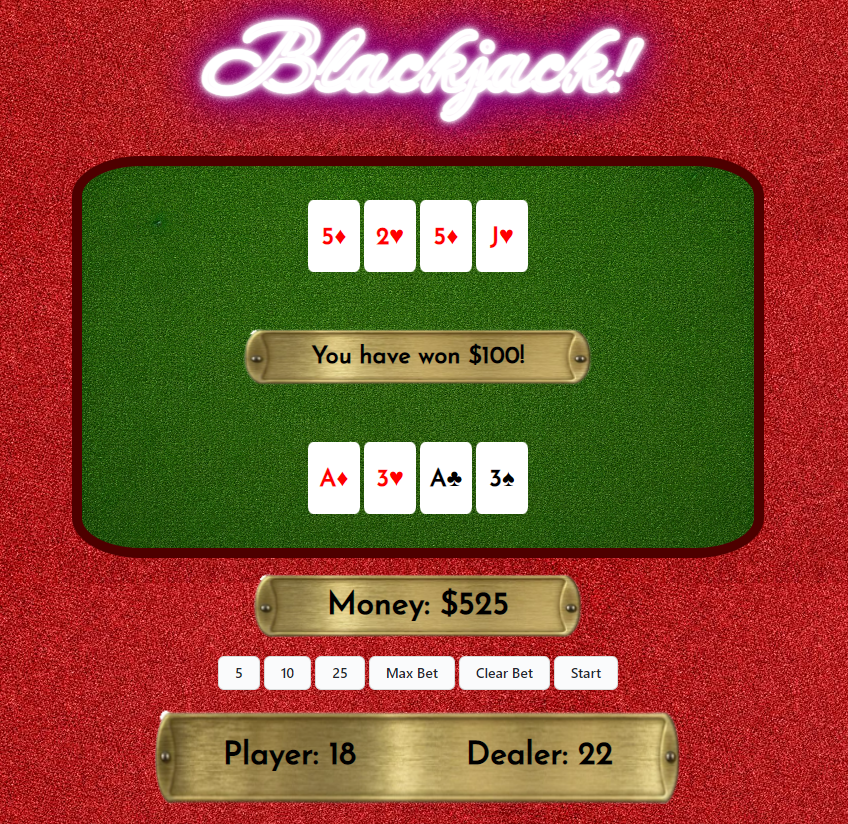 Blackjack!
5♦ 2♥ 5♦ J♥
You have won $100!
A♦ 3♥ A♣ 3♠
Money: $525
5 10 25 Max Bet Clear Bet Start
Player: 18 Dealer: 22